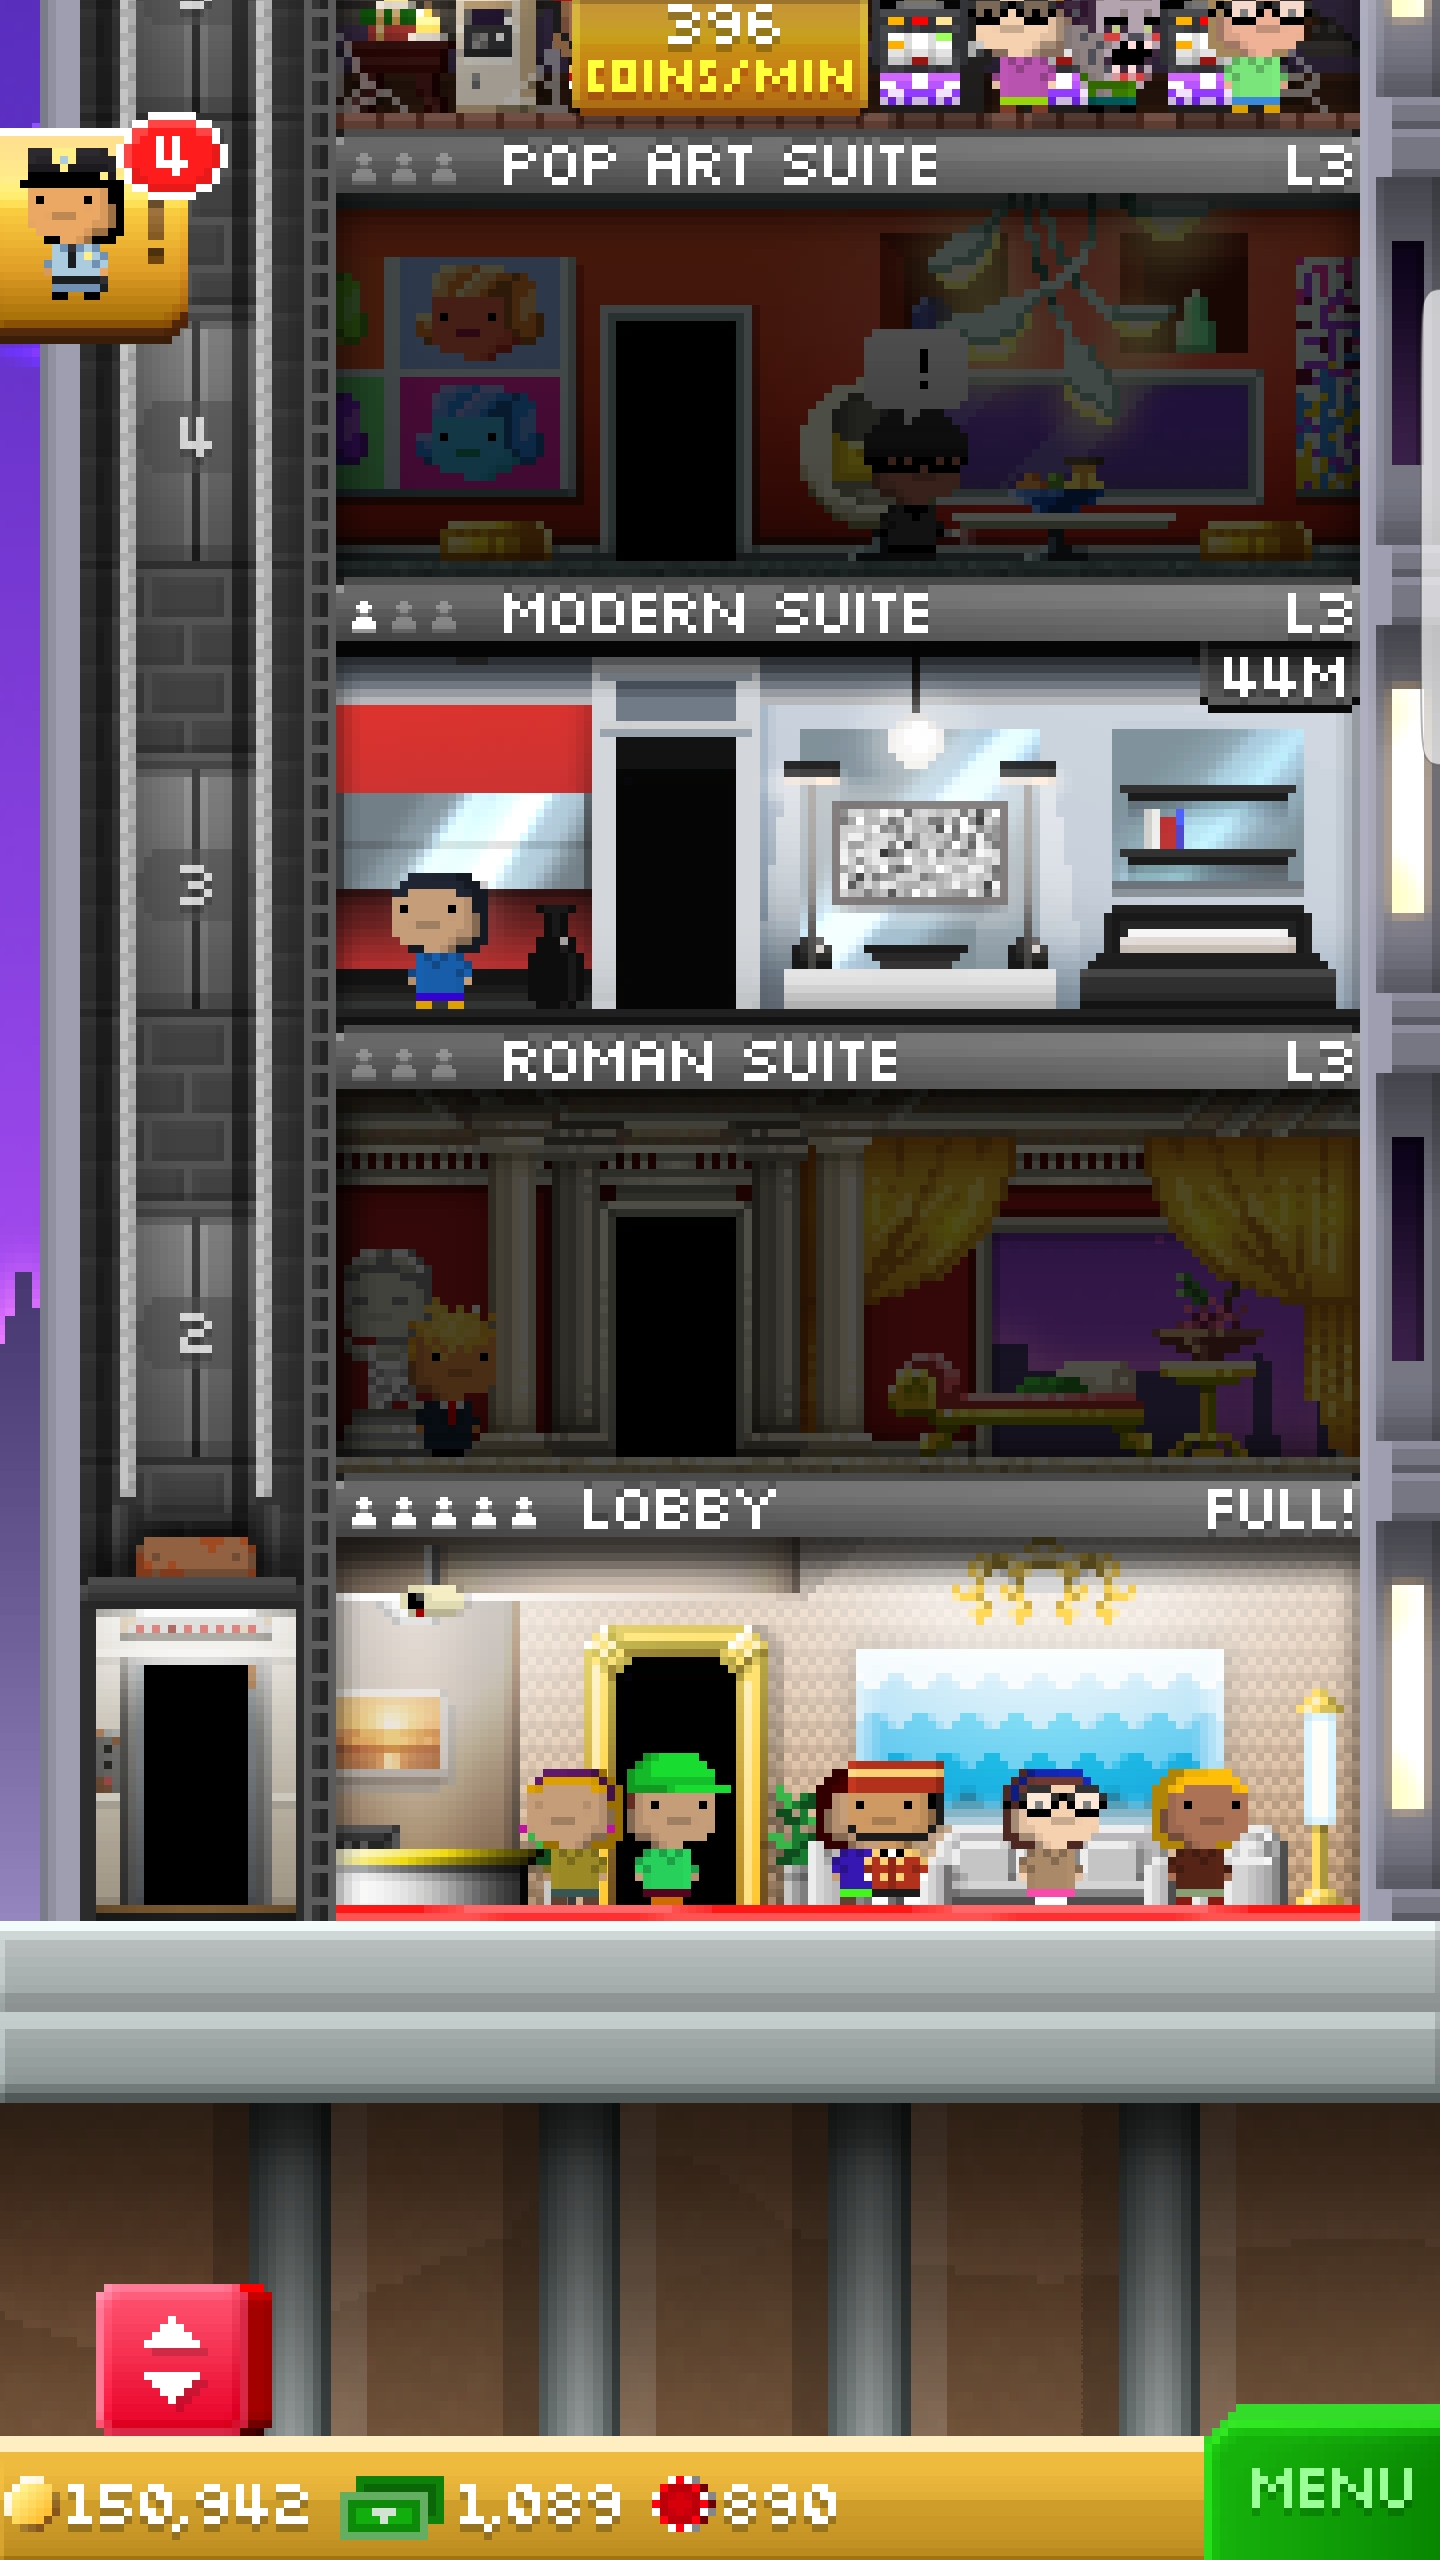 396
COINS/MIN
4
!
POP ART SUITE L3
!
4
MODERN SUITE L3
44M
3
ROMAN SUITE L3
2
LOBBY FULL!
150,942 1,089 890
MENU